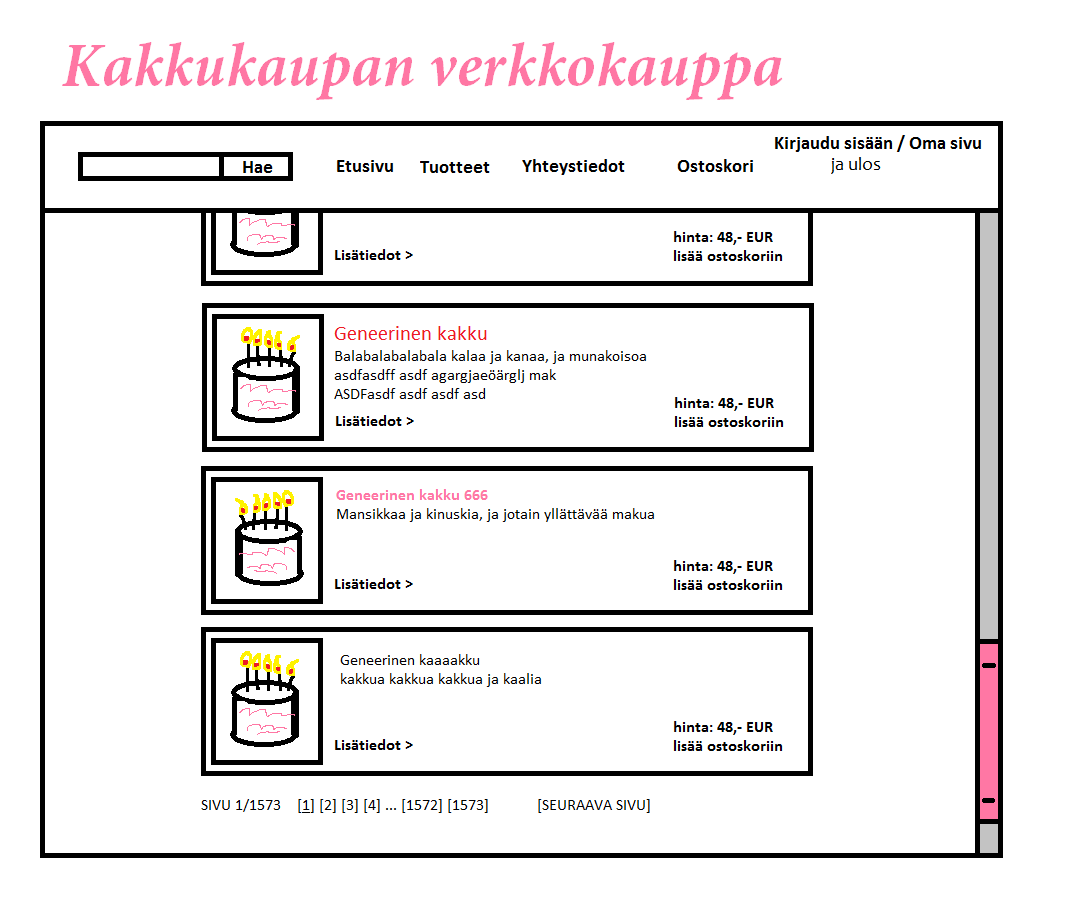 Kakkukaupan verkkokauppa
Kirjaudu sisään / Oma sivu
ja ulos
Hae Etusivu Tuotteet Yhteystiedot Ostoskori
hinta: 48,- EUR
Lisätiedot > lisää ostoskoriin
Geneerinen kakku
Balabalabalabala kalaa ja kanaa, ja munakoisoa
asdfasdff asdf agargjaeöärglj mak
ASDFasdf asdf asdf asd
hinta: 48,- EUR
Lisätiedot > lisää ostoskoriin
Geneerinen kakku 666
Mansikkaa ja kinuskia, ja jotain yllättävää makua
hinta: 48,- EUR
Lisätiedot > lisää ostoskoriin
Geneerinen kaaaakku
kakkua kakkua kakkua ja kaalia
hinta: 48,- EUR
Lisätiedot > lisää ostoskoriin
SIVU 1/1573 [1] [2] [3] [4] ... [1572] [1573] [SEURAAVA SIVU]